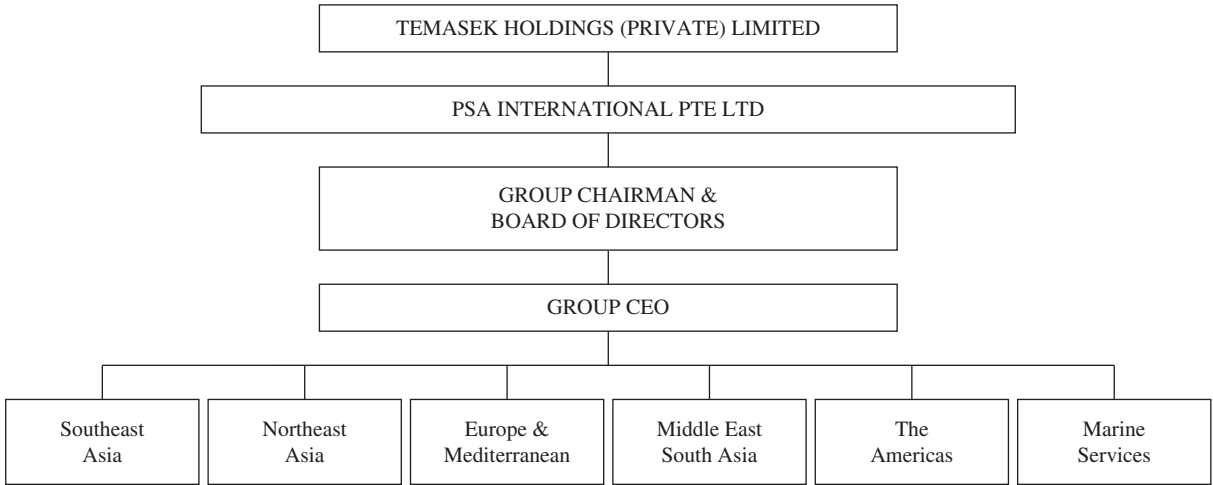 TEMASEK HOLDINGS (PRIVATE) LIMITED
PSA INTERNATIONAL PTE LTD
GROUP CHAIRMAN &
BOARD OF DIRECTORS
GROUP CEO
Southeast
Asia
Northeast
Asia
Europe &
Mediterranean
Middle East
South Asia
The
Americas
Marine
Services